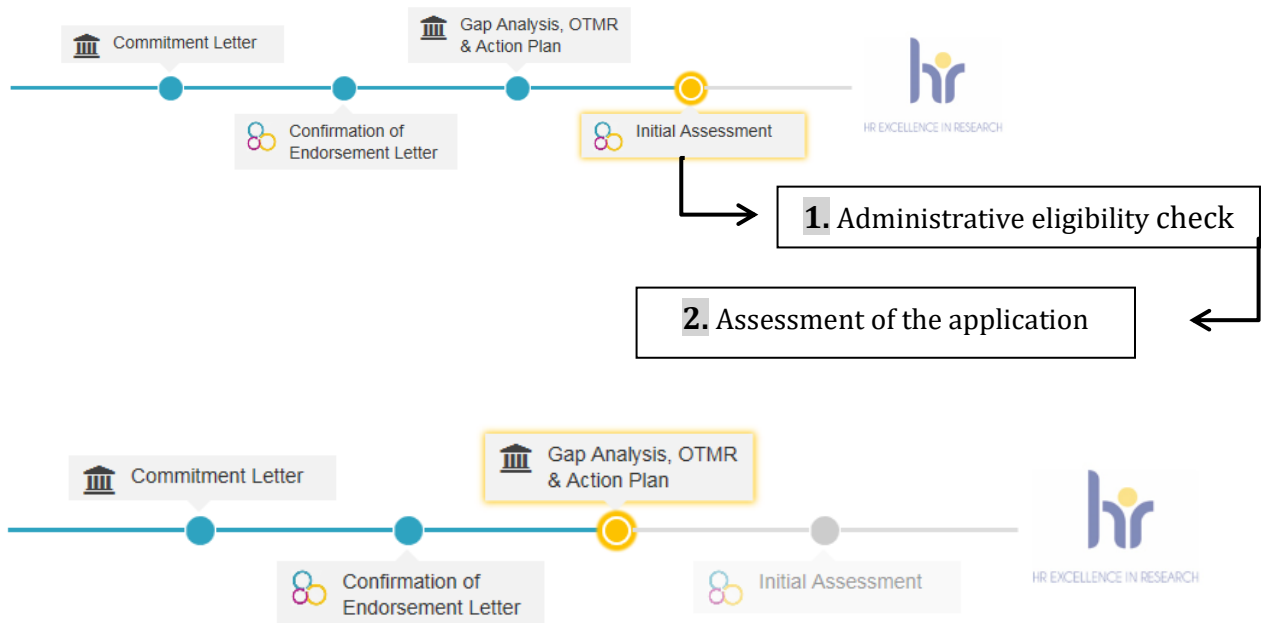 Commitment Letter
Gap Analysis, OTMR
& Action Plan
Confirmation of
Endorsement Letter
Initial Assessment
hr
HR EXCELLENCE IN RESEARCH
1. Administrative eligibility check
2. Assessment of the application
Commitment Letter
Gap Analysis, OTMR
& Action Plan
Confirmation of
Endorsement Letter
Initial Assessment
hr
HR EXCELLENCE IN RESEARCH